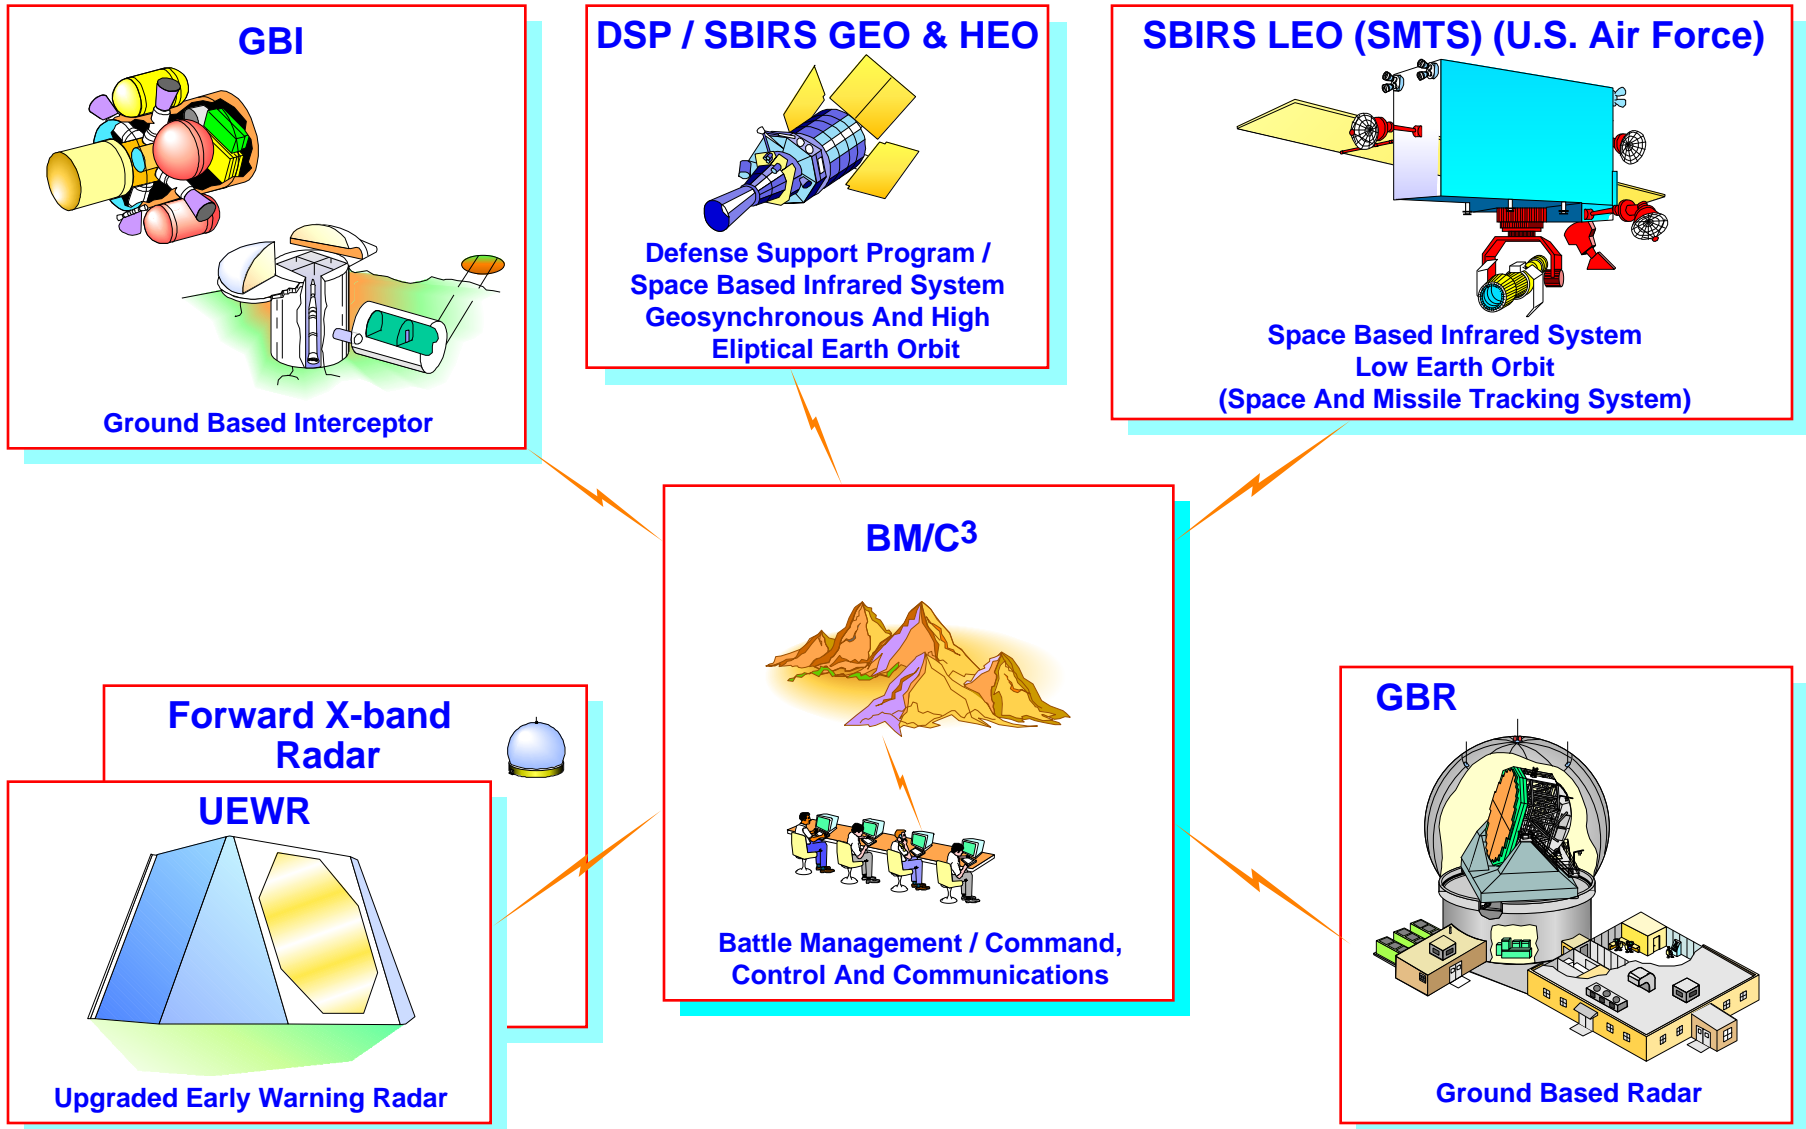 GBI
Ground Based Interceptor
DSP / SBIRS GEO & HEO
Defense Support Program /
Space Based Infrared System
Geosynchronous And High
Eliptical Earth Orbit
SBIRS LEO (SMTS) (U.S. Air Force)
Space Based Infrared System
Low Earth Orbit
(Space And Missile Tracking System)
BM/C³
Battle Management / Command,
Control And Communications
Forward X-band
Radar
UEWR
Upgraded Early Warning Radar
GBR
Ground Based Radar